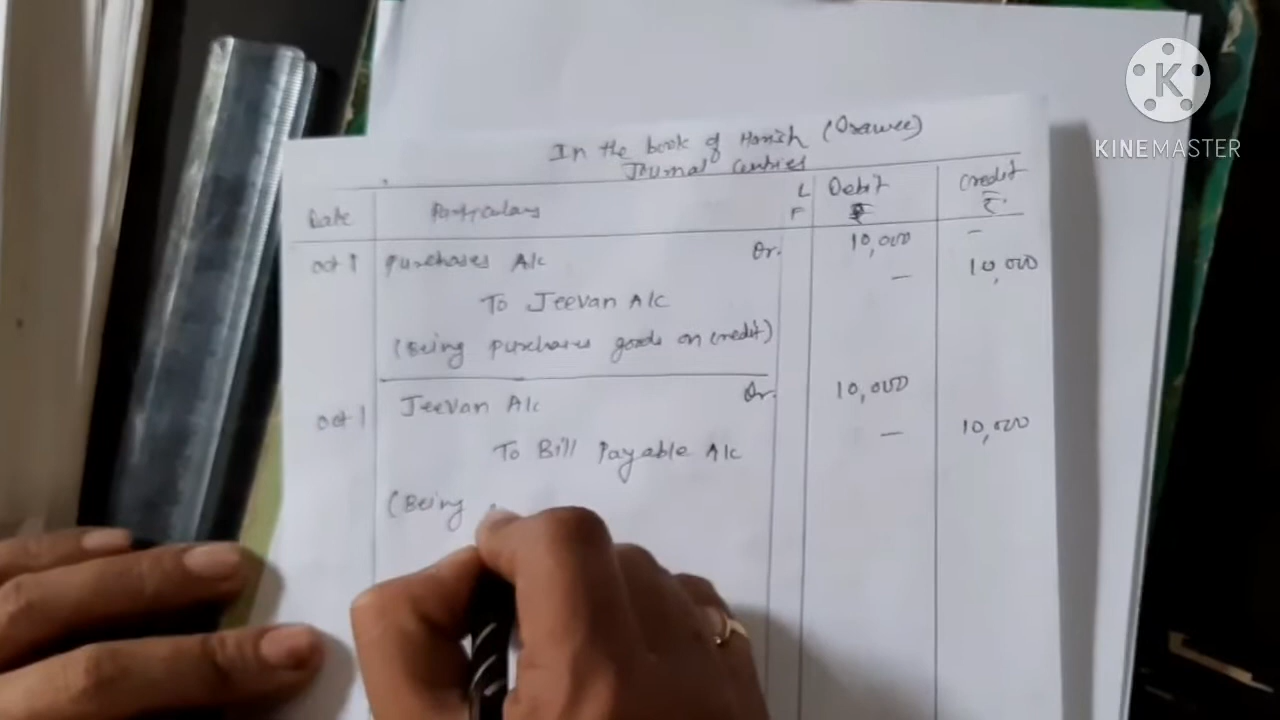 K
KINEMASTER
In the book of Harish (Drawee)
Journal entries
Date Particulars L F Debit ₹ Credit ₹
oct 1 purchases A/c Dr. 10,000 -
To Jeevan A/c - 10,000
(Being purchases goods on credit)
oct 1 Jeevan A/c Dr. 10,000
To Bill Payable A/c - 10,000
(Being